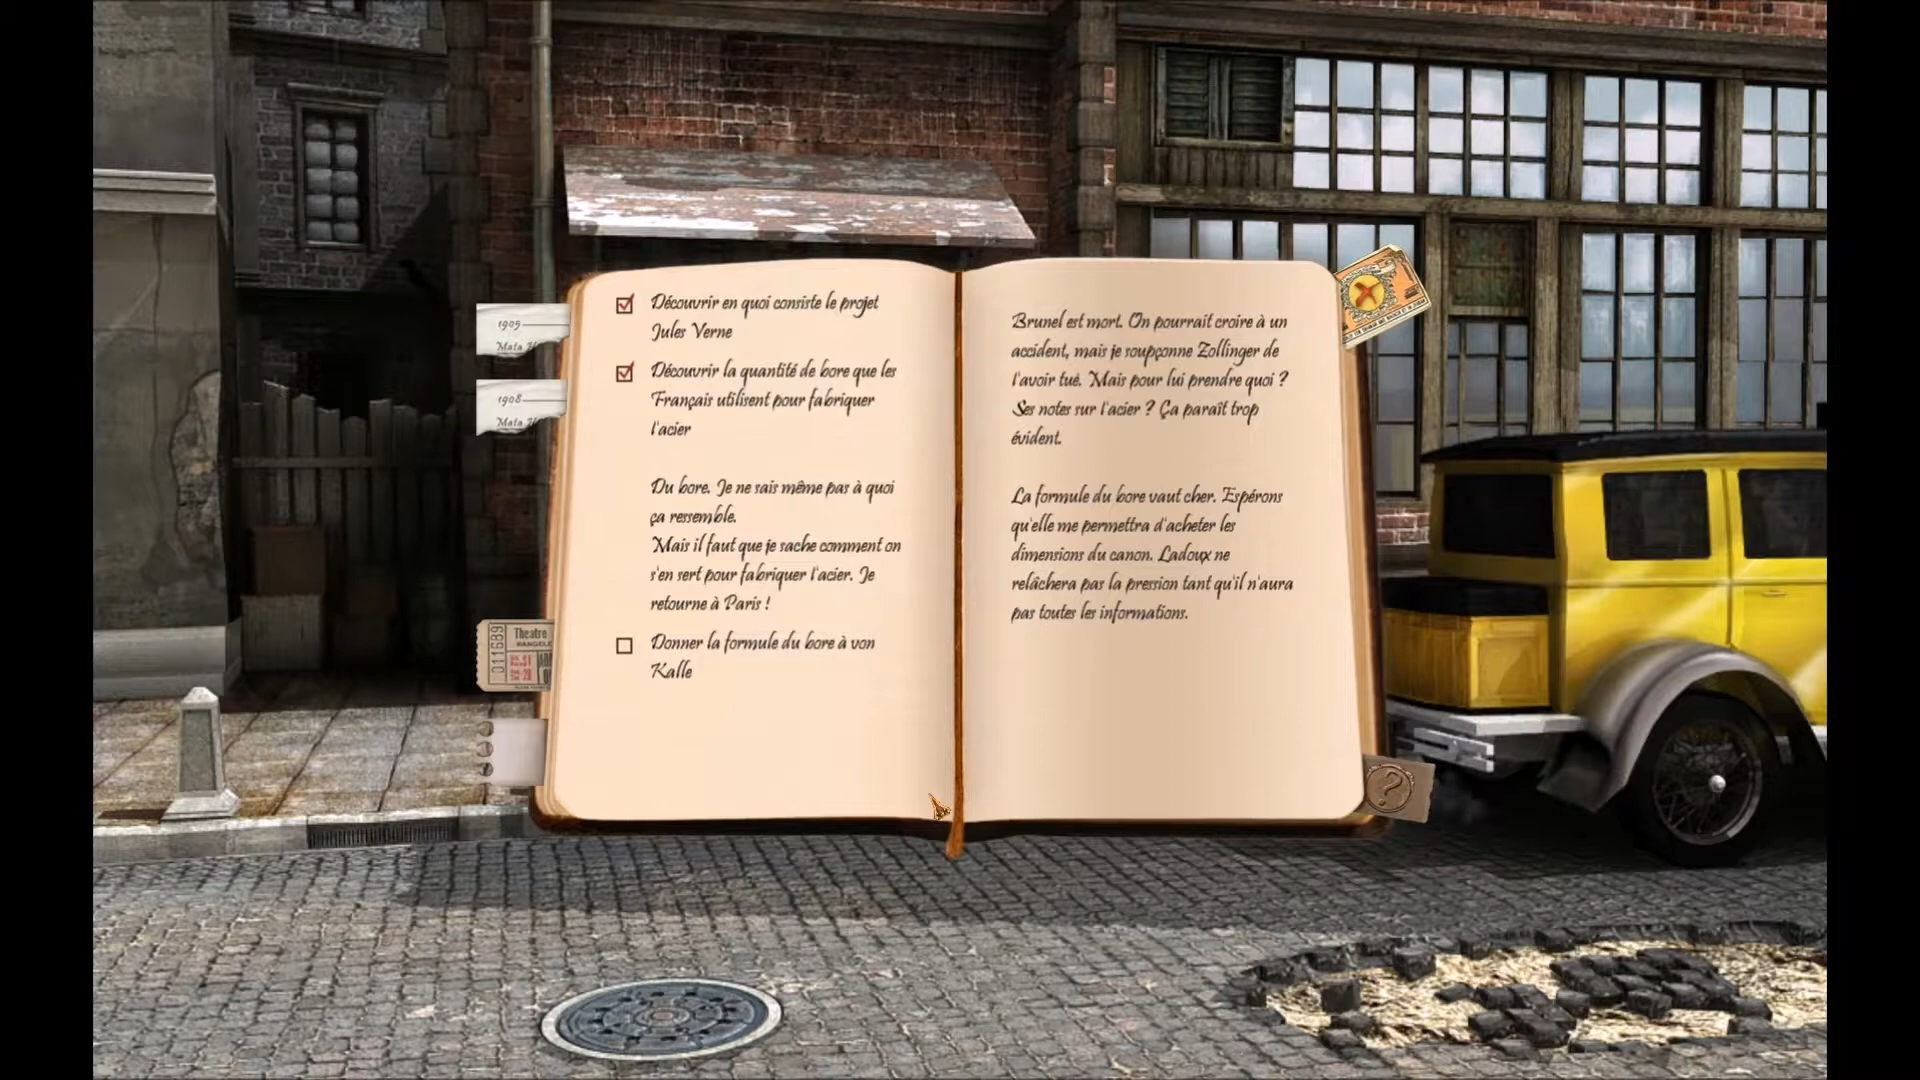 1905
Mata
1908
Mata
011689
Theatre
Découvrir en quoi consiste le projet
Jules Verne
Découvrir la quantité de bore que les
Français utilisent pour fabriquer
l'acier
Du bore. Je ne sais même pas à quoi
ça ressemble.
Mais il faut que je sache comment on
s'en sert pour fabriquer l'acier. Je
retourne à Paris !
Donner la formule du bore à von
Kalle
Brunel est mort. On pourrait croire à un
accident, mais je soupçonne Zollinger de
l'avoir tué. Mais pour lui prendre quoi ?
Ses notes sur l'acier ? Ça paraît trop
évident.
La formule du bore vaut cher. Espérons
qu'elle me permettra d'acheter les
dimensions du canon. Ladoux ne
relâchera pas la pression tant qu'il n'aura
pas toutes les informations.
?